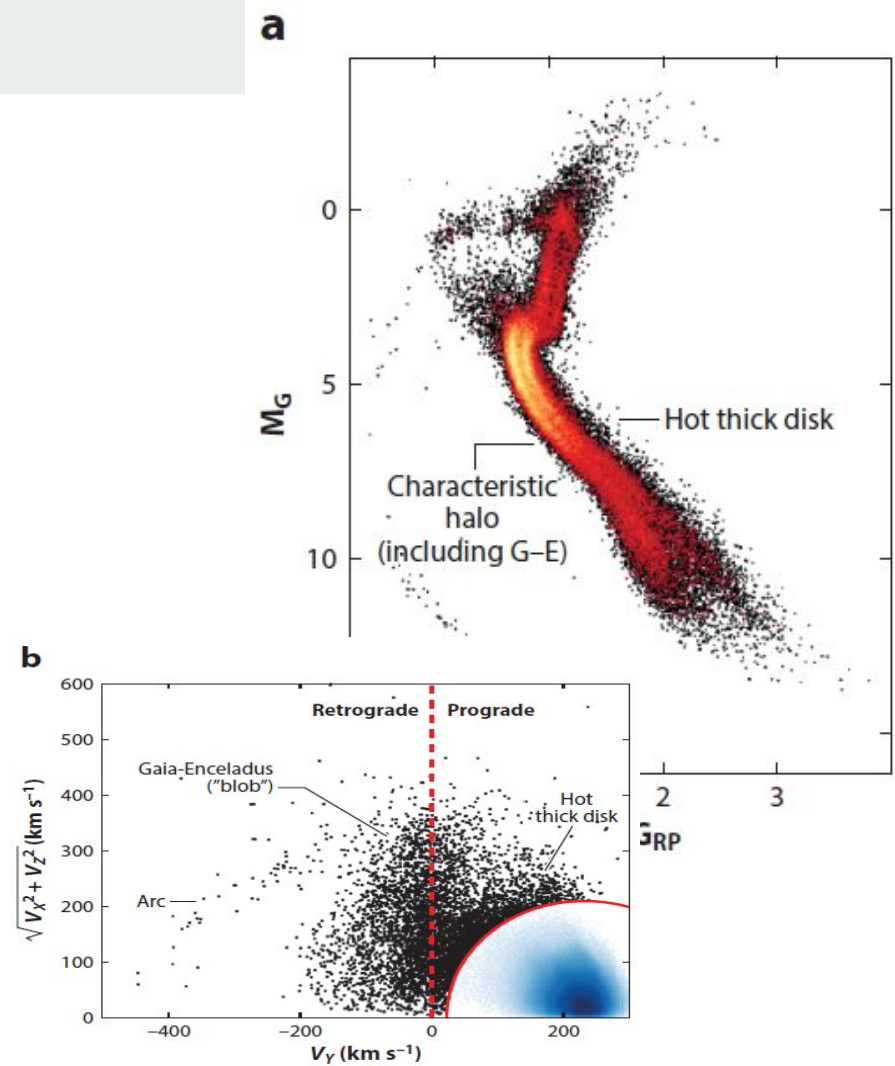 a
0
5
10
M_G
Hot thick disk
Characteristic
halo
(including G–E)
2
3
G_RP
b
600
500
400
300
200
100
0
√V_X² + V_Z² (km s⁻¹)
Retrograde
Prograde
Gaia-Enceladus
("blob")
Hot
thick disk
Arc
−400
−200
0
200
V_Y (km s⁻¹)